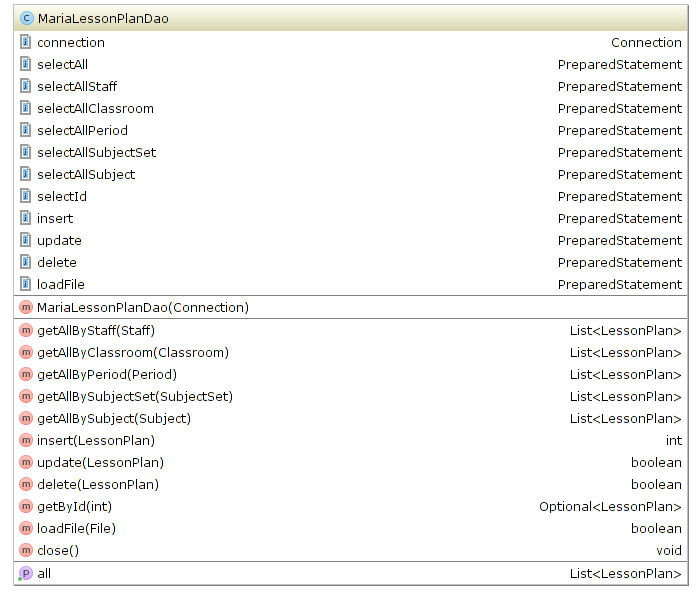 C MariaLessonPlanDao
connection Connection
selectAll PreparedStatement
selectAllStaff PreparedStatement
selectAllClassroom PreparedStatement
selectAllPeriod PreparedStatement
selectAllSubjectSet PreparedStatement
selectAllSubject PreparedStatement
selectId PreparedStatement
insert PreparedStatement
update PreparedStatement
delete PreparedStatement
loadFile PreparedStatement
m MariaLessonPlanDao(Connection)
m getAllByStaff(Staff) List<LessonPlan>
m getAllByClassroom(Classroom) List<LessonPlan>
m getAllByPeriod(Period) List<LessonPlan>
m getAllBySubjectSet(SubjectSet) List<LessonPlan>
m getAllBySubject(Subject) List<LessonPlan>
m insert(LessonPlan) int
m update(LessonPlan) boolean
m delete(LessonPlan) boolean
m getById(int) Optional<LessonPlan>
m loadFile(File) boolean
m close() void
P all List<LessonPlan>